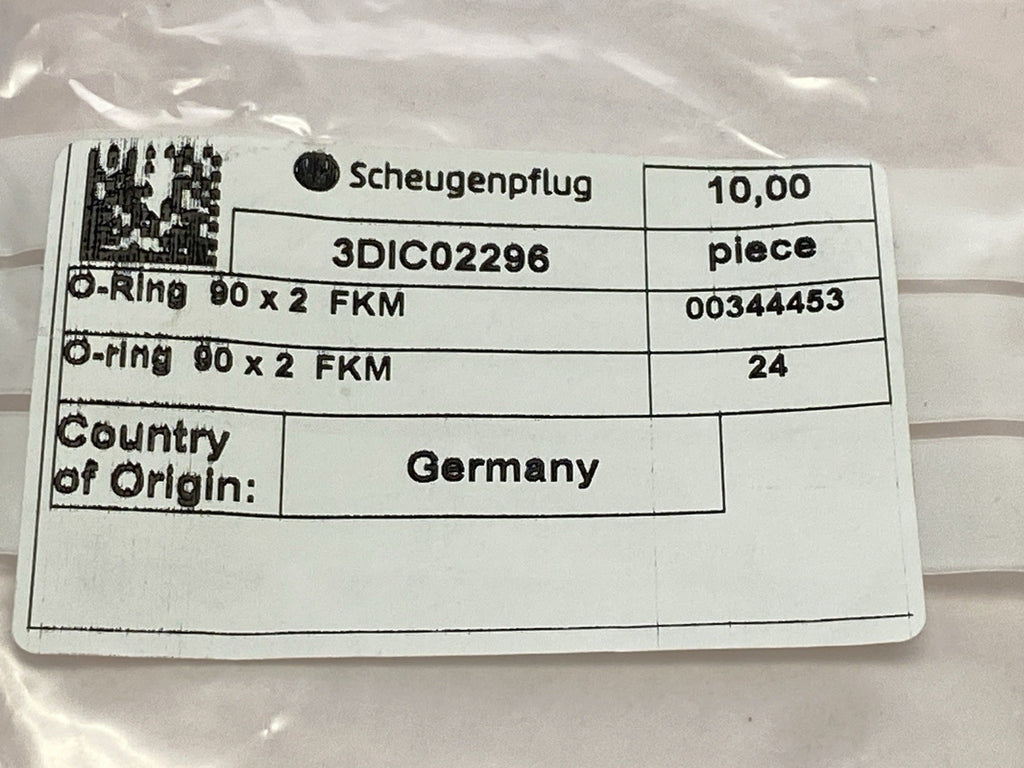 Scheugenpflug
10,00
3DIC02296
piece
O-Ring 90 x 2 FKM
00344453
O-ring 90 x 2 FKM
24
Country
of Origin:
Germany